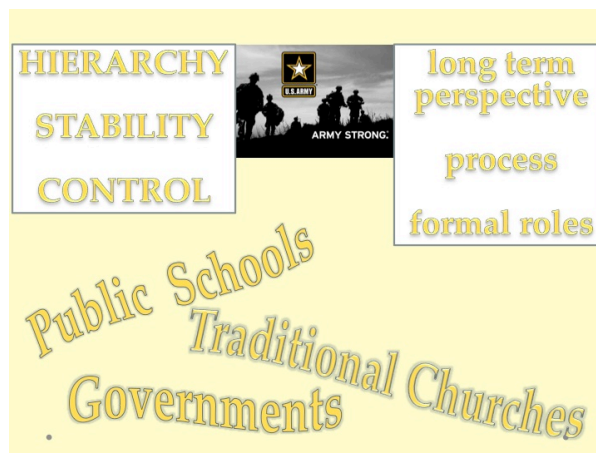 HIERARCHY
STABILITY
CONTROL
U.S.ARMY
ARMY STRONG.
long term
perspective
process
formal roles
Public Schools
Traditional Churches
Governments